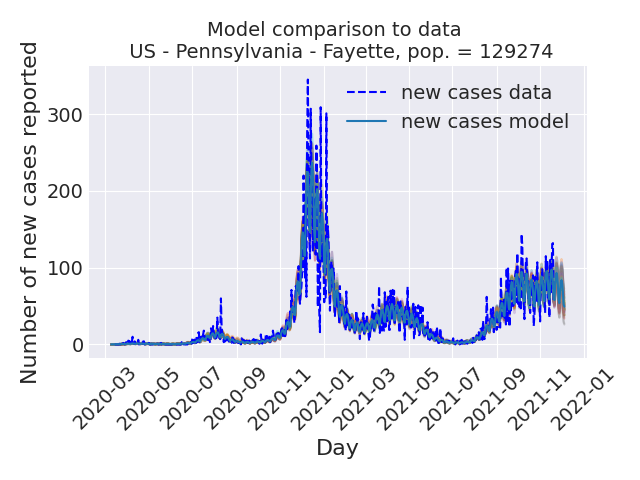 Model comparison to data
US - Pennsylvania - Fayette, pop. = 129274
Number of new cases reported
300
200
100
0
new cases data
new cases model
2020-03
2020-05
2020-07
2020-09
2020-11
2021-01
2021-03
2021-05
2021-07
2021-09
2021-11
2022-01
Day